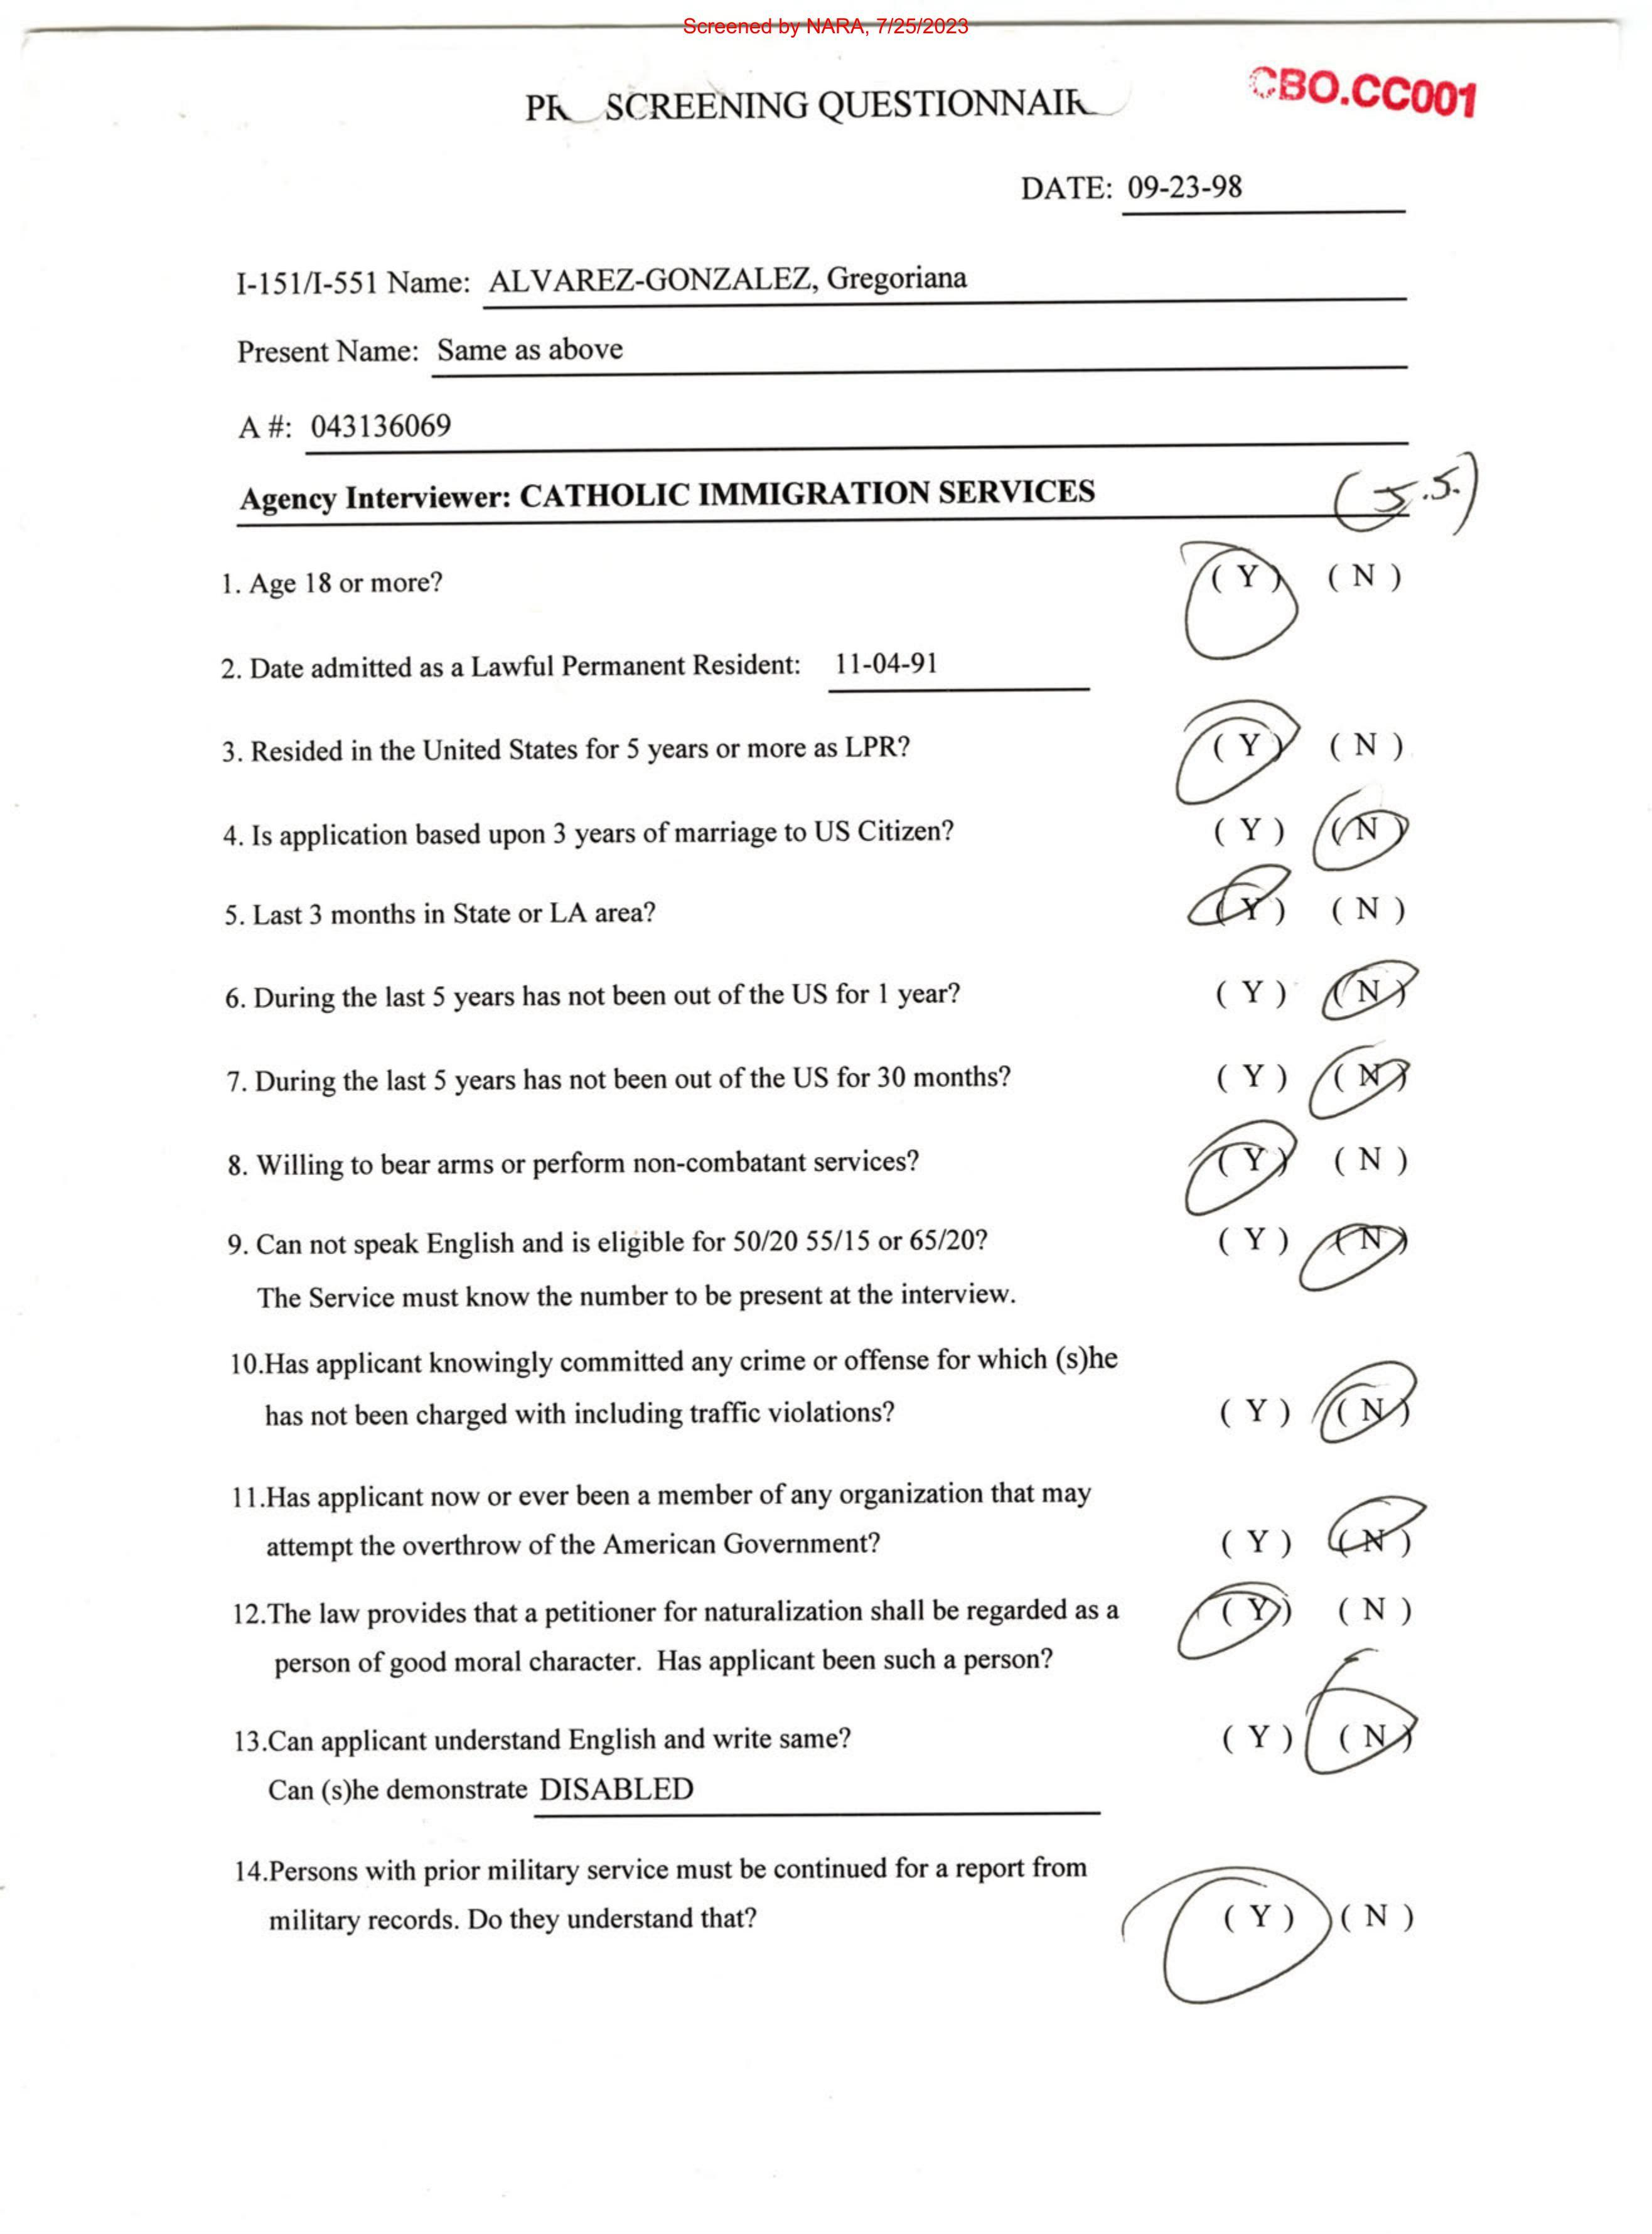 Screened by NARA, 7/25/2023
CBO.CC001
SCREENING QUESTIONNAIR
DATE: 09-23-98
I-151/I-551 Name: ALVAREZ-GONZALEZ, Gregoriana
Present Name: Same as above
A #: 043136069
Agency Interviewer: CATHOLIC IMMIGRATION SERVICES
1. Age 18 or more? ( Y ) ( N )
2. Date admitted as a Lawful Permanent Resident: 11-04-91
3. Resided in the United States for 5 years or more as LPR? ( Y ) ( N )
4. Is application based upon 3 years of marriage to US Citizen? ( Y ) ( N )
5. Last 3 months in State or LA area? ( Y ) ( N )
6. During the last 5 years has not been out of the US for 1 year? ( Y ) ( N )
7. During the last 5 years has not been out of the US for 30 months? ( Y ) ( N )
8. Willing to bear arms or perform non-combatant services? ( Y ) ( N )
9. Can not speak English and is eligible for 50/20 55/15 or 65/20? ( Y ) ( N )
The Service must know the number to be present at the interview.
10.Has applicant knowingly committed any crime or offense for which (s)he
has not been charged with including traffic violations? ( Y ) ( N )
11.Has applicant now or ever been a member of any organization that may
attempt the overthrow of the American Government? ( Y ) ( N )
12.The law provides that a petitioner for naturalization shall be regarded as a ( Y ) ( N )
person of good moral character. Has applicant been such a person?
13.Can applicant understand English and write same? ( Y ) ( N )
Can (s)he demonstrate DISABLED
14.Persons with prior military service must be continued for a report from
military records. Do they understand that? ( Y ) ( N )